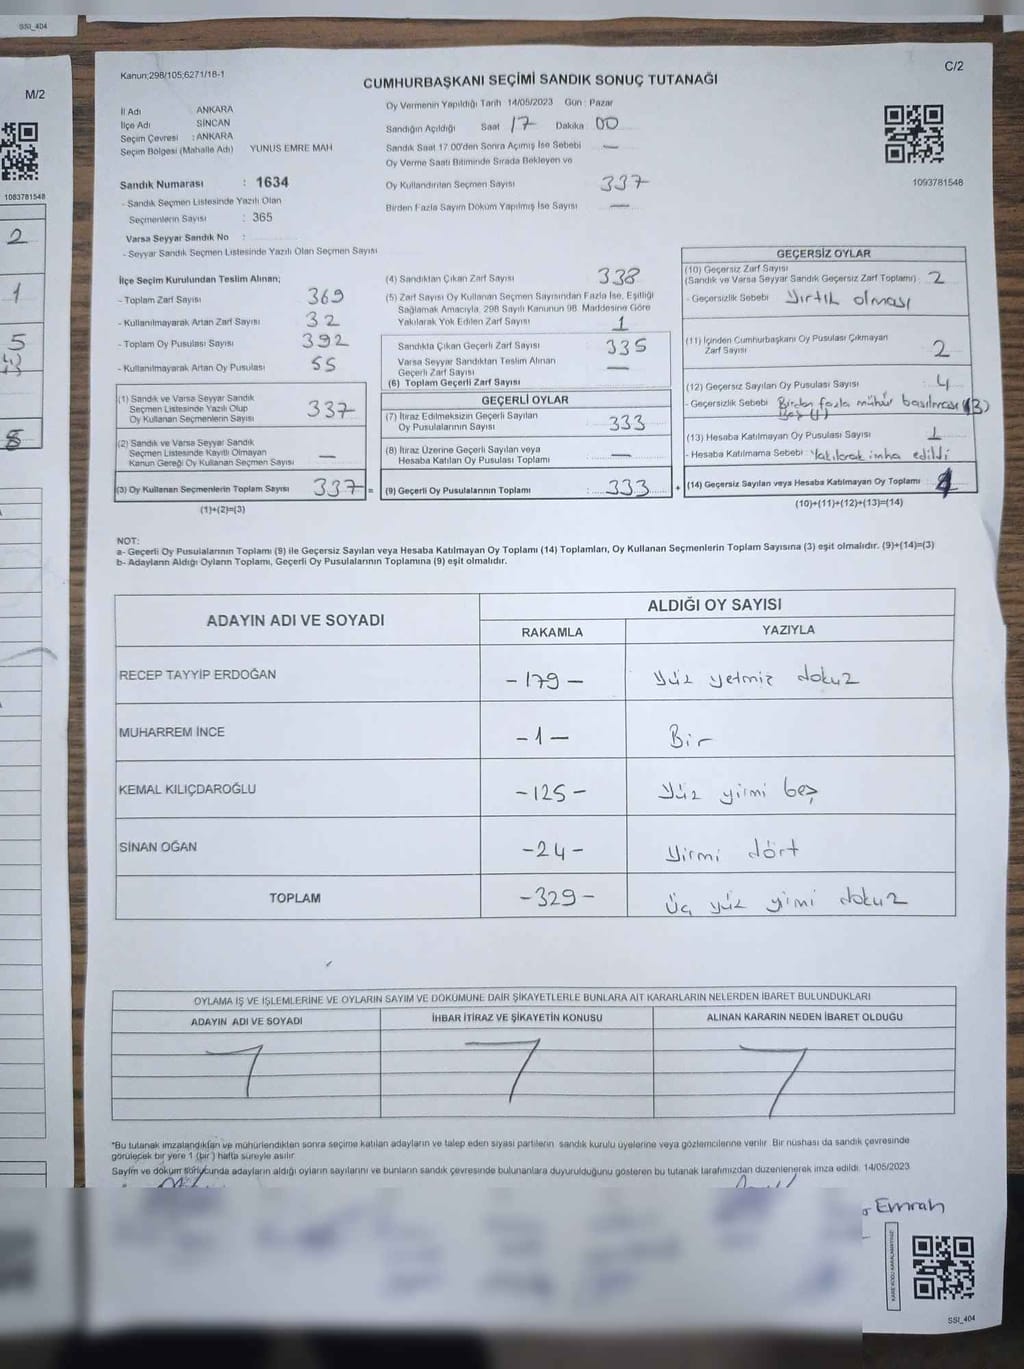 SSI_404
M/2
1083781548
2
1
5
8
Kanun;298/105;6271/18-1
C/2
CUMHURBAŞKANI SEÇİMİ SANDIK SONUÇ TUTANAĞI
İl Adı ANKARA
İlçe Adı SİNCAN
Seçim Çevresi : ANKARA
Seçim Bölgesi (Mahalle Adı) YUNUS EMRE MAH
Sandık Numarası : 1634
- Sandık Seçmen Listesinde Yazılı Olan
Seçmenlerin Sayısı : 365
Varsa Seyyar Sandık No :
- Seyyar Sandık Seçmen Listesinde Yazılı Olan Seçmen Sayısı
Oy Vermenin Yapıldığı Tarih 14/05/2023 Gün : Pazar
Sandığın Açıldığı Saat 17 Dakika 00
Sandık Saat 17.00'den Sonra Açımış İse Sebebi —
Oy Verme Saati Bitiminde Sırada Bekleyen ve
Oy Kullandırılan Seçmen Sayısı 337
Birden Fazla Sayım Döküm Yapılmış İse Sayısı —
1093781548
İlçe Seçim Kurulundan Teslim Alınan;
- Toplam Zarf Sayısı 369
- Kullanılmayarak Artan Zarf Sayısı 32
- Toplam Oy Pusulası Sayısı 392
- Kullanılmayarak Artan Oy Pusulası 55
(1) Sandık ve Varsa Seyyar Sandık
Seçmen Listesinde Yazılı Olup
Oy Kullanan Seçmenlerin Sayısı 337
(2) Sandık ve Varsa Seyyar Sandık
Seçmen Listesinde Kayıtlı Olmayan
Kanun Gereği Oy Kullanan Seçmen Sayısı —
(3) Oy Kullanan Seçmenlerin Toplam Sayısı 337 =
(1)+(2)=(3)
(4) Sandıktan Çıkan Zarf Sayısı 338
(5) Zarf Sayısı Oy Kullanan Seçmen Sayısından Fazla İse, Eşitliği
Sağlamak Amacıyla, 298 Sayılı Kanunun 98. Maddesine Göre
Yakılarak Yok Edilen Zarf Sayısı 1
Sandıkta Çıkan Geçerli Zarf Sayısı 335
Varsa Seyyar Sandıktan Teslim Alınan
Geçerli Zarf Sayısı —
(6) Toplam Geçerli Zarf Sayısı
GEÇERLİ OYLAR
(7) İtiraz Edilmeksizin Geçerli Sayılan
Oy Pusulalarının Sayısı 333
(8) İtiraz Üzerine Geçerli Sayılan veya
Hesaba Katılan Oy Pusulası Toplamı —
(9) Geçerli Oy Pusulalarının Toplamı : 333 +
GEÇERSİZ OYLAR
(10) Geçersiz Zarf Sayısı
(Sandık ve Varsa Seyyar Sandık Geçersiz Zarf Toplamı) 2
- Geçersizlik Sebebi Yırtık olması
(11) İçinden Cumhurbaşkanı Oy Pusulası Çıkmayan
Zarf Sayısı 2
(12) Geçersiz Sayılan Oy Pusulası Sayısı 4
- Geçersizlik Sebebi Birden fazla mühür basılması (3)
Boş (1)
(13) Hesaba Katılmayan Oy Pusulası Sayısı 1
- Hesaba Katılmama Sebebi : Yakılarak imha edildi
(14) Geçersiz Sayılan veya Hesaba Katılmayan Oy Toplamı
(10)+(11)+(12)+(13)=(14)
NOT:
a- Geçerli Oy Pusulalarının Toplamı (9) ile Geçersiz Sayılan veya Hesaba Katılmayan Oy Toplamı (14) Toplamları, Oy Kullanan Seçmenlerin Toplam Sayısına (3) eşit olmalıdır. (9)+(14)=(3)
b- Adayların Aldığı Oyların Toplamı, Geçerli Oy Pusulalarının Toplamına (9) eşit olmalıdır.
ADAYIN ADI VE SOYADI
ALDIĞI OY SAYISI
RAKAMLA YAZIYLA
RECEP TAYYİP ERDOĞAN -179- Yüz yetmiz dokuz
MUHARREM İNCE -1- Bir
KEMAL KILIÇDAROĞLU -125- Yüz yirmi beş
SİNAN OĞAN -24- Yirmi dört
TOPLAM -329- Üç yüz yirmi dokuz
OYLAMA İŞ VE İŞLEMLERİNE VE OYLARIN SAYIM VE DÖKÜMÜNE DAİR ŞİKAYETLERLE BUNLARA AİT KARARLARIN NELERDEN İBARET BULUNDUKLARI
ADAYIN ADI VE SOYADI İHBAR İTİRAZ VE ŞİKAYETİN KONUSU ALINAN KARARIN NEDEN İBARET OLDUĞU
*Bu tutanak imzalandıktan ve mühürlendikten sonra seçime katılan adayların ve talep eden siyasi partilerin sandık kurulu üyelerine veya gözlemcilerine verilir. Bir nüshası da sandık çevresinde
görülecek bir yere 1 (bir) hafta süreyle asılır.
Sayım ve döküm sonucunda adayların aldığı oyların sayılarını ve bunların sandık çevresinde bulunanlara duyurulduğunu gösteren bu tutanak tarafımızdan düzenlenerek imza edildi. 14/05/2023
Emrah
KARE KODU KARALAMAYINIZ
SSI_404